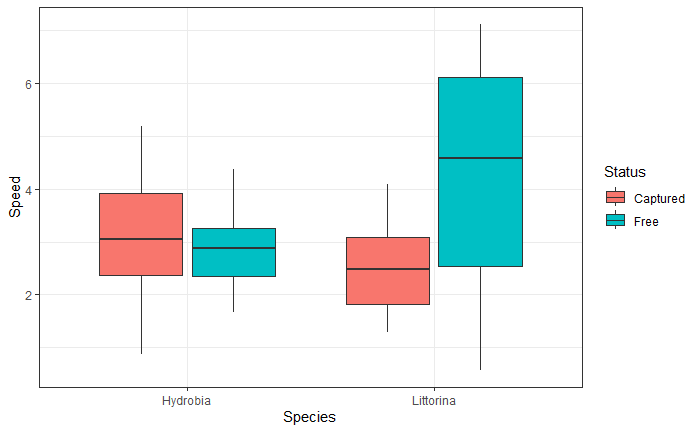 Speed
6
4
2
Hydrobia
Littorina
Species
Status
Captured
Free